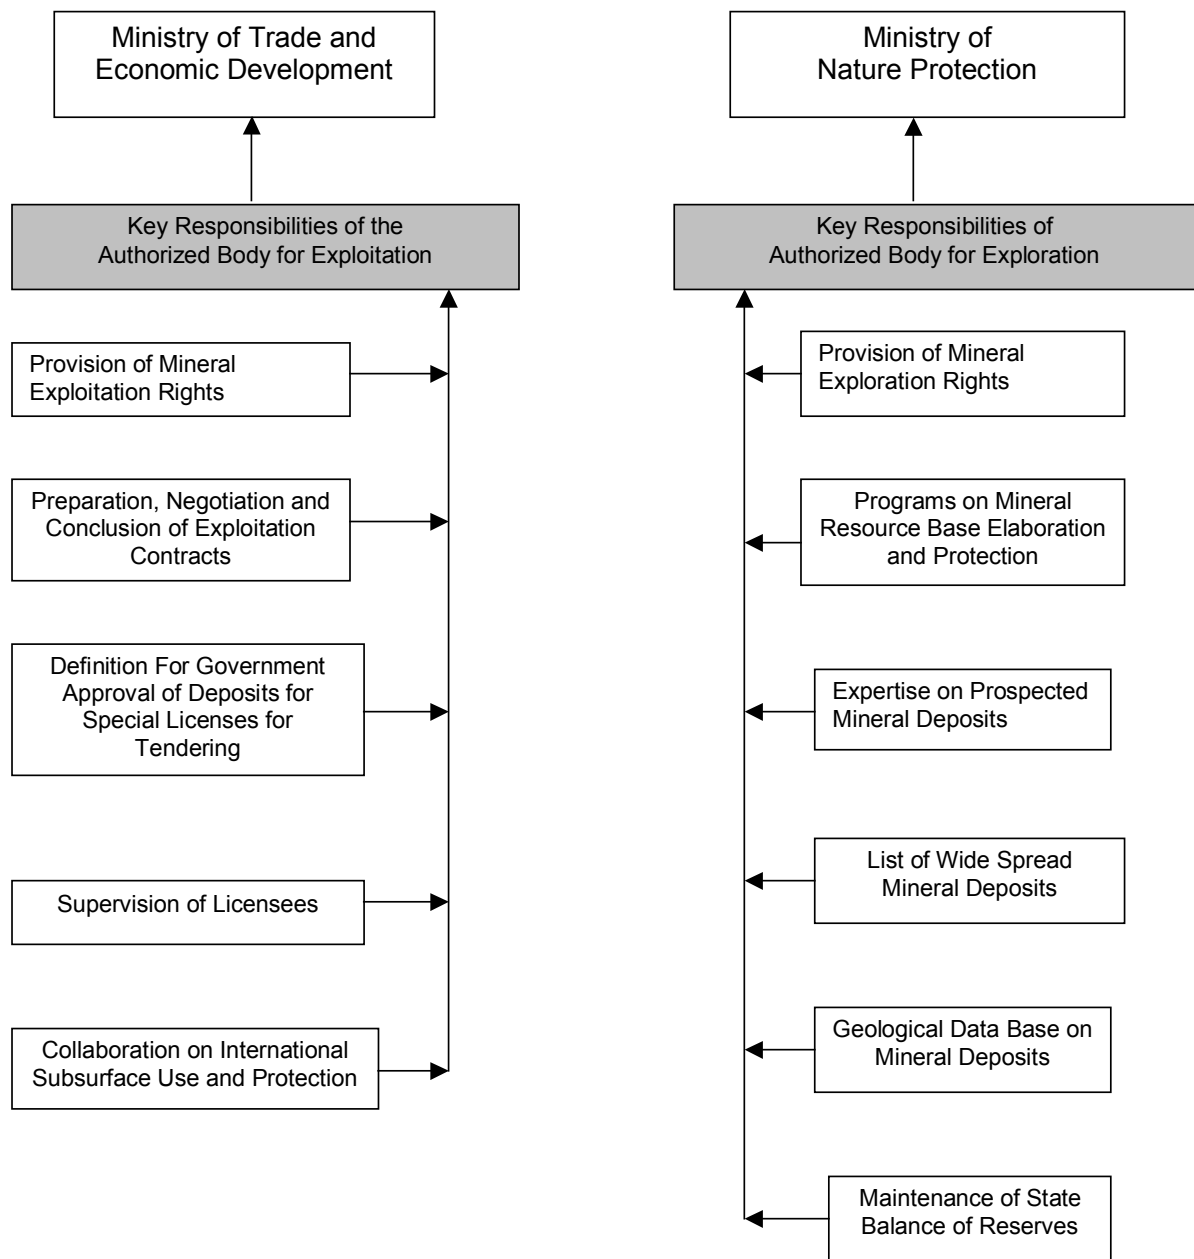 Ministry of Trade and
Economic Development
Key Responsibilities of the
Authorized Body for Exploitation
Provision of Mineral
Exploitation Rights
Preparation, Negotiation and
Conclusion of Exploitation
Contracts
Definition For Government
Approval of Deposits for
Special Licenses for
Tendering
Supervision of Licensees
Collaboration on International
Subsurface Use and Protection
Ministry of
Nature Protection
Key Responsibilities of
Authorized Body for Exploration
Provision of Mineral
Exploration Rights
Programs on Mineral
Resource Base Elaboration
and Protection
Expertise on Prospected
Mineral Deposits
List of Wide Spread
Mineral Deposits
Geological Data Base on
Mineral Deposits
Maintenance of State
Balance of Reserves